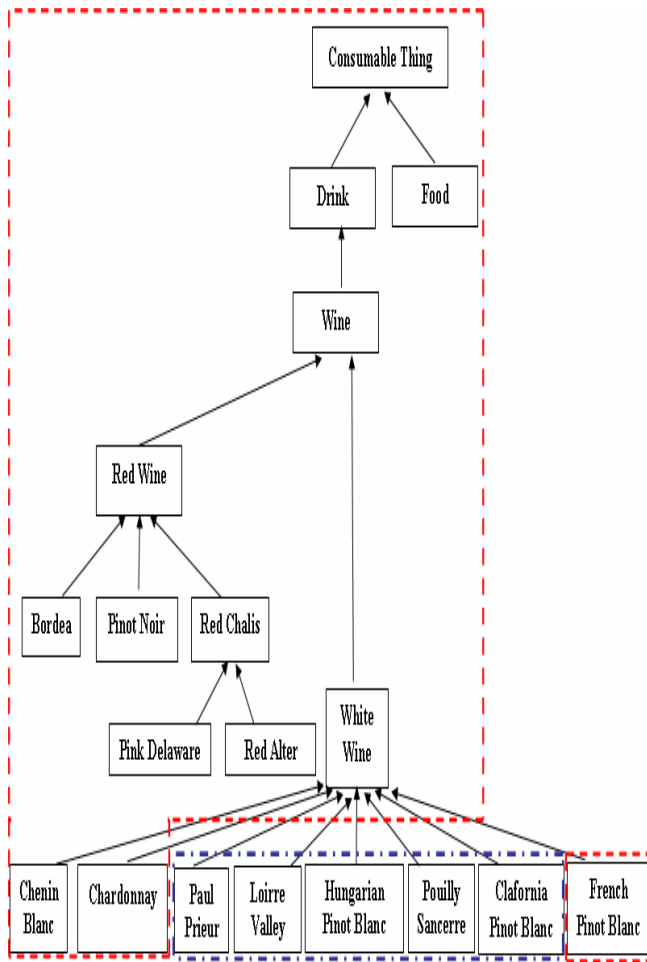 Consumable Thing
Drink
Food
Wine
Red Wine
Bordea
Pinot Noir
Red Chalis
White
Wine
Pink Delaware
Red Alter
Chenin
Blanc
Chardonnay
Paul
Prieur
Loirre
Valley
Hungarian
Pinot Blanc
Pouilly
Sancerre
Clafornia
Pinot Blanc
French
Pinot Blanc